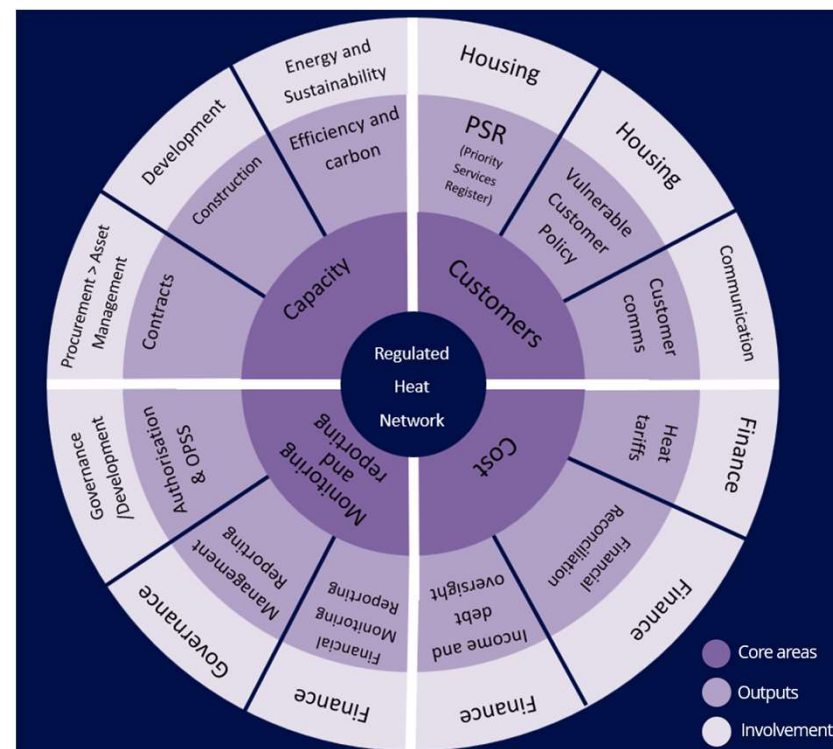 Regulated
Heat
Network
Customers
Cost
Monitoring
and
reporting
Capacity
PSR
(Priority
Services
Register)
Vulnerable
Customer
Policy
Customer
comms
Heat
tariffs
Financial
Reconciliation
Income and
debt
oversight
Financial
Monitoring
Reporting
Management
Reporting
Authorisation
& OPSS
Contracts
Construction
Efficiency and
carbon
Housing
Housing
Communication
Finance
Finance
Finance
Finance
Governance
Governance
/Development
Procurement > Asset
Management
Development
Energy and
Sustainability
Core areas
Outputs
Involvement